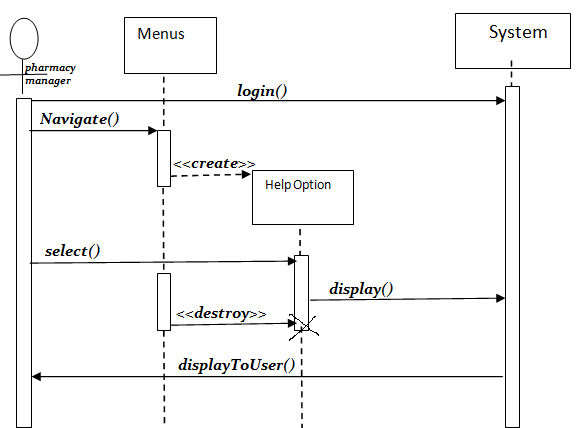 Menus
System
pharmacy
manager
login()
Navigate()
<<create>>
Help Option
select()
display()
<<destroy>>
displayToUser()